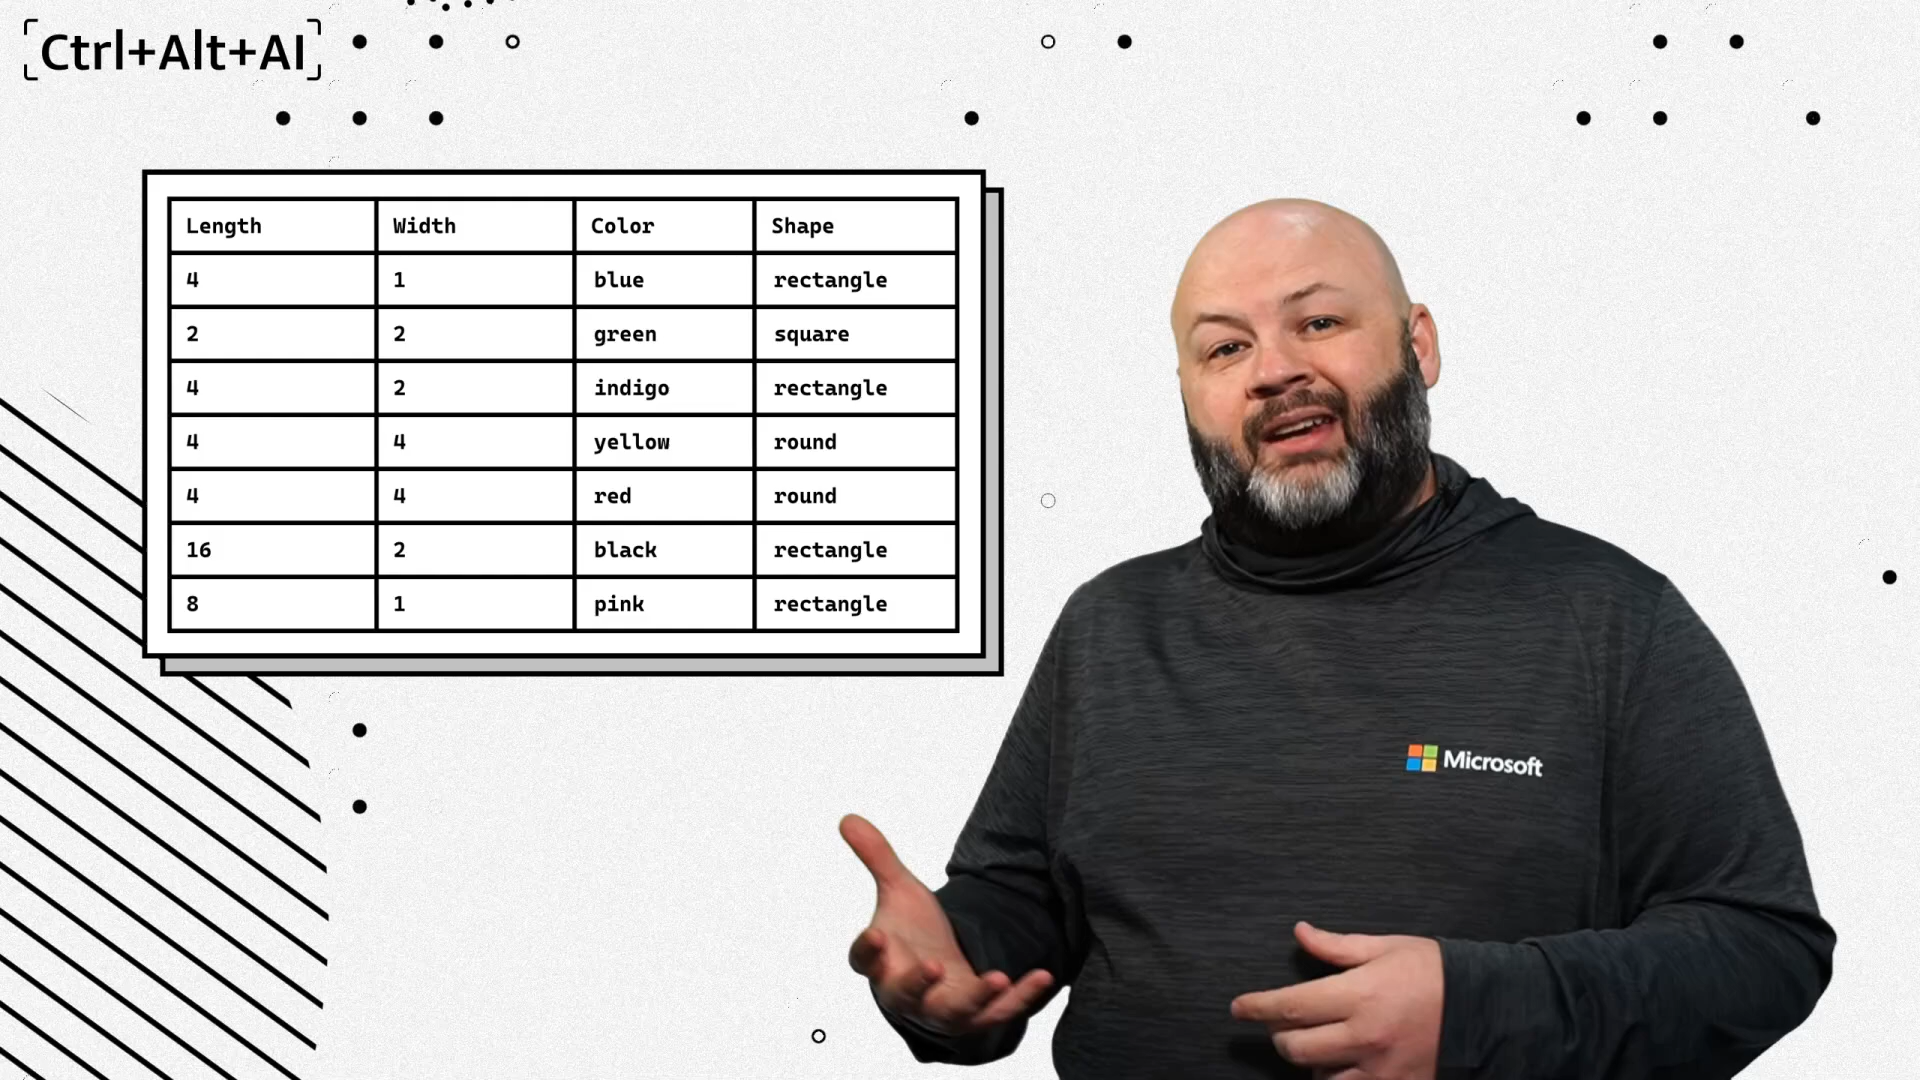 Ctrl+Alt+AI
Length Width Color Shape
4 1 blue rectangle
2 2 green square
4 2 indigo rectangle
4 4 yellow round
4 4 red round
16 2 black rectangle
8 1 pink rectangle
Microsoft